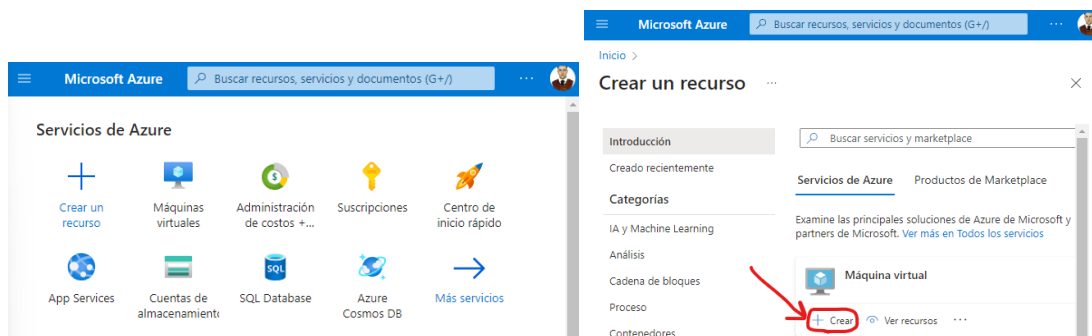 Microsoft Azure
Buscar recursos, servicios y documentos (G+/)
...
Servicios de Azure
Crear un
recurso
Máquinas
virtuales
Administración
de costos +...
Suscripciones
Centro de
inicio rápido
App Services
Cuentas de
almacenamiento
SQL
SQL Database
Azure
Cosmos DB
Más servicios
Microsoft Azure
Buscar recursos, servicios y documentos (G+/)
...
Inicio >
Crear un recurso ...
Introducción
Creado recientemente
Categorías
IA y Machine Learning
Análisis
Cadena de bloques
Proceso
Contenedores
Buscar servicios y marketplace
Servicios de Azure Productos de Marketplace
Examine las principales soluciones de Azure de Microsoft y
partners de Microsoft. Ver más en Todos los servicios
Máquina virtual
+ Crear Ver recursos ...